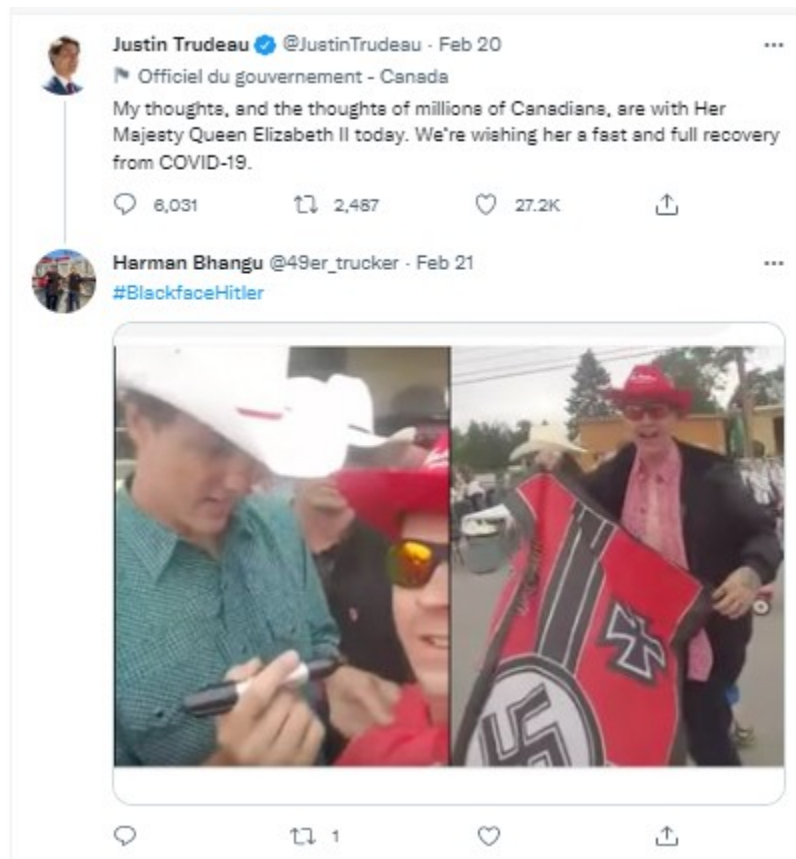 Justin Trudeau @JustinTrudeau · Feb 20
Officiel du gouvernement - Canada
My thoughts, and the thoughts of millions of Canadians, are with Her
Majesty Queen Elizabeth II today. We're wishing her a fast and full recovery
from COVID-19.
6,031 2,487 27.2K
Harman Bhangu @49er_trucker · Feb 21
#BlackfaceHitler
1